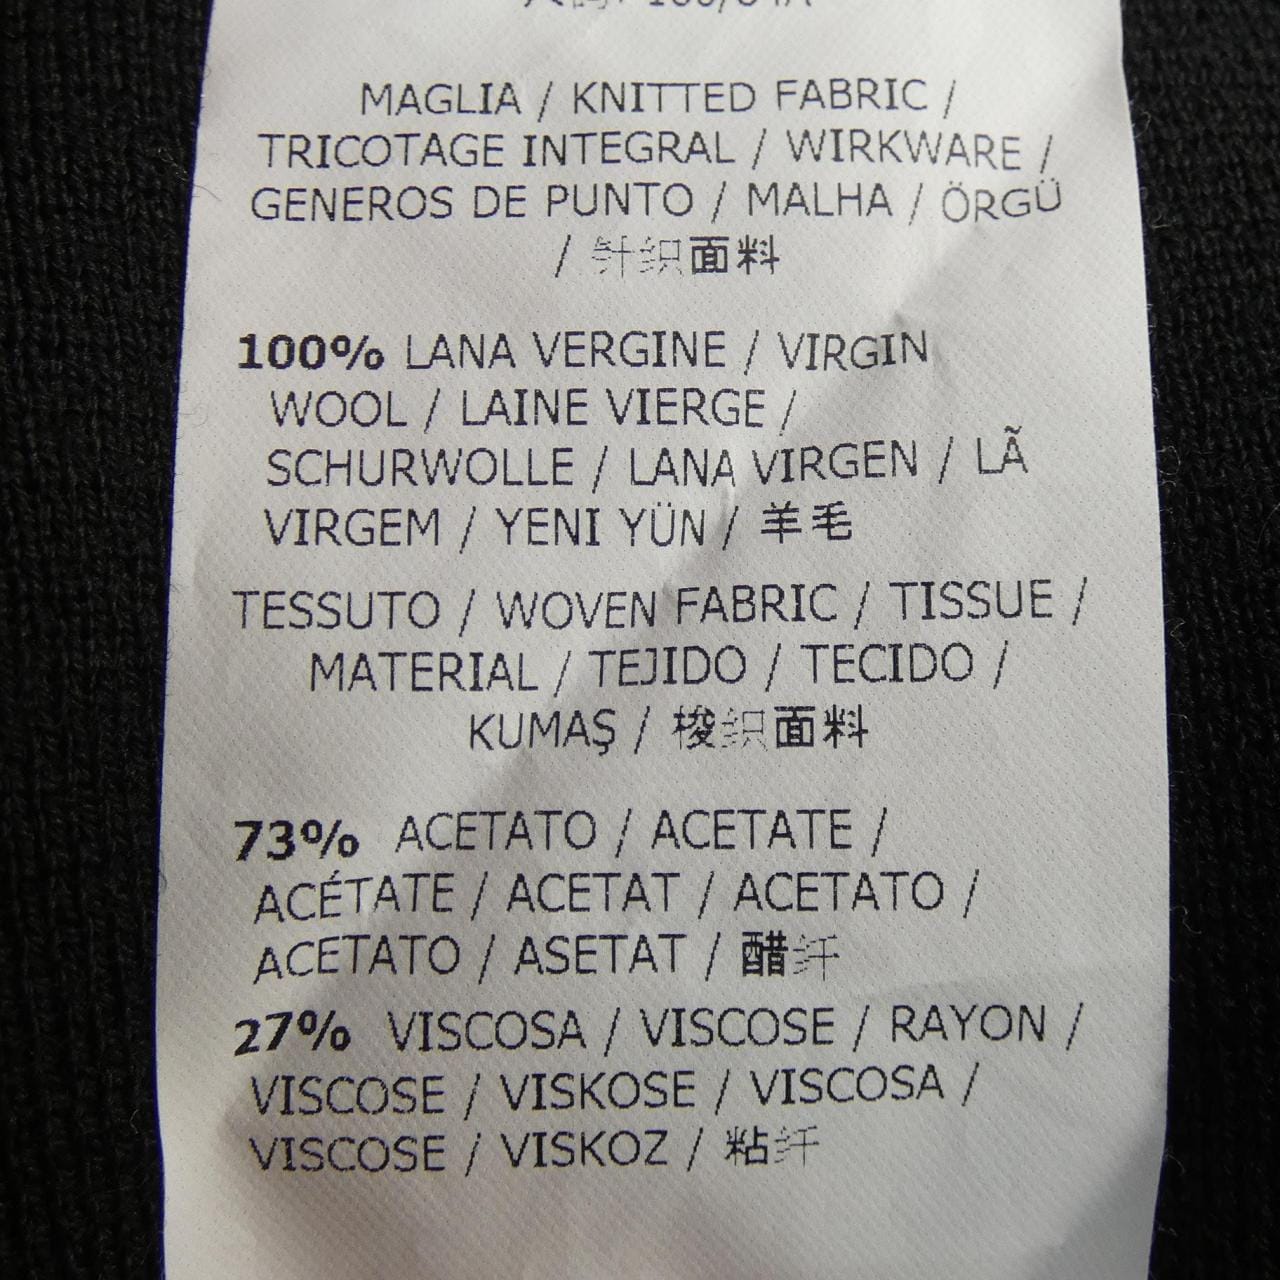 MAGLIA / KNITTED FABRIC /
TRICOTAGE INTEGRAL / WIRKWARE /
GENEROS DE PUNTO / MALHA / ÖRGÜ
/ 针织面料
100% LANA VERGINE / VIRGIN
WOOL / LAINE VIERGE /
SCHURWOLLE / LANA VIRGEN / LÃ
VIRGEM / YENI YÜN / 羊毛
TESSUTO / WOVEN FABRIC / TISSUE /
MATERIAL / TEJIDO / TECIDO /
KUMAŞ / 梭织面料
73% ACETATO / ACETATE /
ACÉTATE / ACETAT / ACETATO /
ACETATO / ASETAT / 醋纤
27% VISCOSA / VISCOSE / RAYON /
VISCOSE / VISKOSE / VISCOSA /
VISCOSE / VISKOZ / 粘纤